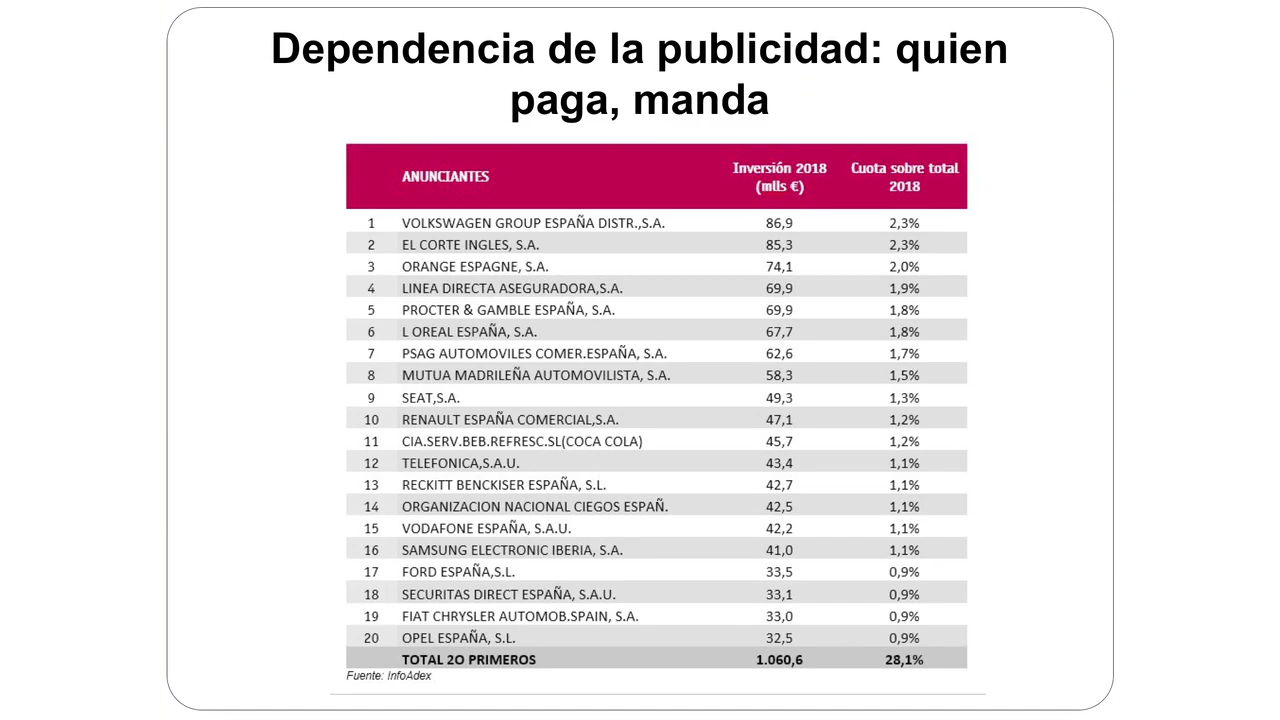 Dependencia de la publicidad: quien
paga, manda
ANUNCIANTES Inversión 2018 (mlls €) Cuota sobre total 2018
1 VOLKSWAGEN GROUP ESPAÑA DISTR.,S.A. 86,9 2,3%
2 EL CORTE INGLES, S.A. 85,3 2,3%
3 ORANGE ESPAGNE, S.A. 74,1 2,0%
4 LINEA DIRECTA ASEGURADORA,S.A. 69,9 1,9%
5 PROCTER & GAMBLE ESPAÑA, S.A. 69,9 1,8%
6 L OREAL ESPAÑA, S.A. 67,7 1,8%
7 PSAG AUTOMOVILES COMER.ESPAÑA, S.A. 62,6 1,7%
8 MUTUA MADRILEÑA AUTOMOVILISTA, S.A. 58,3 1,5%
9 SEAT,S.A. 49,3 1,3%
10 RENAULT ESPAÑA COMERCIAL,S.A. 47,1 1,2%
11 CIA.SERV.BEB.REFRESC.SL(COCA COLA) 45,7 1,2%
12 TELEFONICA,S.A.U. 43,4 1,1%
13 RECKITT BENCKISER ESPAÑA, S.L. 42,7 1,1%
14 ORGANIZACION NACIONAL CIEGOS ESPAÑ. 42,5 1,1%
15 VODAFONE ESPAÑA, S.A.U. 42,2 1,1%
16 SAMSUNG ELECTRONIC IBERIA, S.A. 41,0 1,1%
17 FORD ESPAÑA,S.L. 33,5 0,9%
18 SECURITAS DIRECT ESPAÑA, S.A.U. 33,1 0,9%
19 FIAT CHRYSLER AUTOMOB.SPAIN, S.A. 33,0 0,9%
20 OPEL ESPAÑA, S.L. 32,5 0,9%
TOTAL 2O PRIMEROS 1.060,6 28,1%
Fuente: InfoAdex